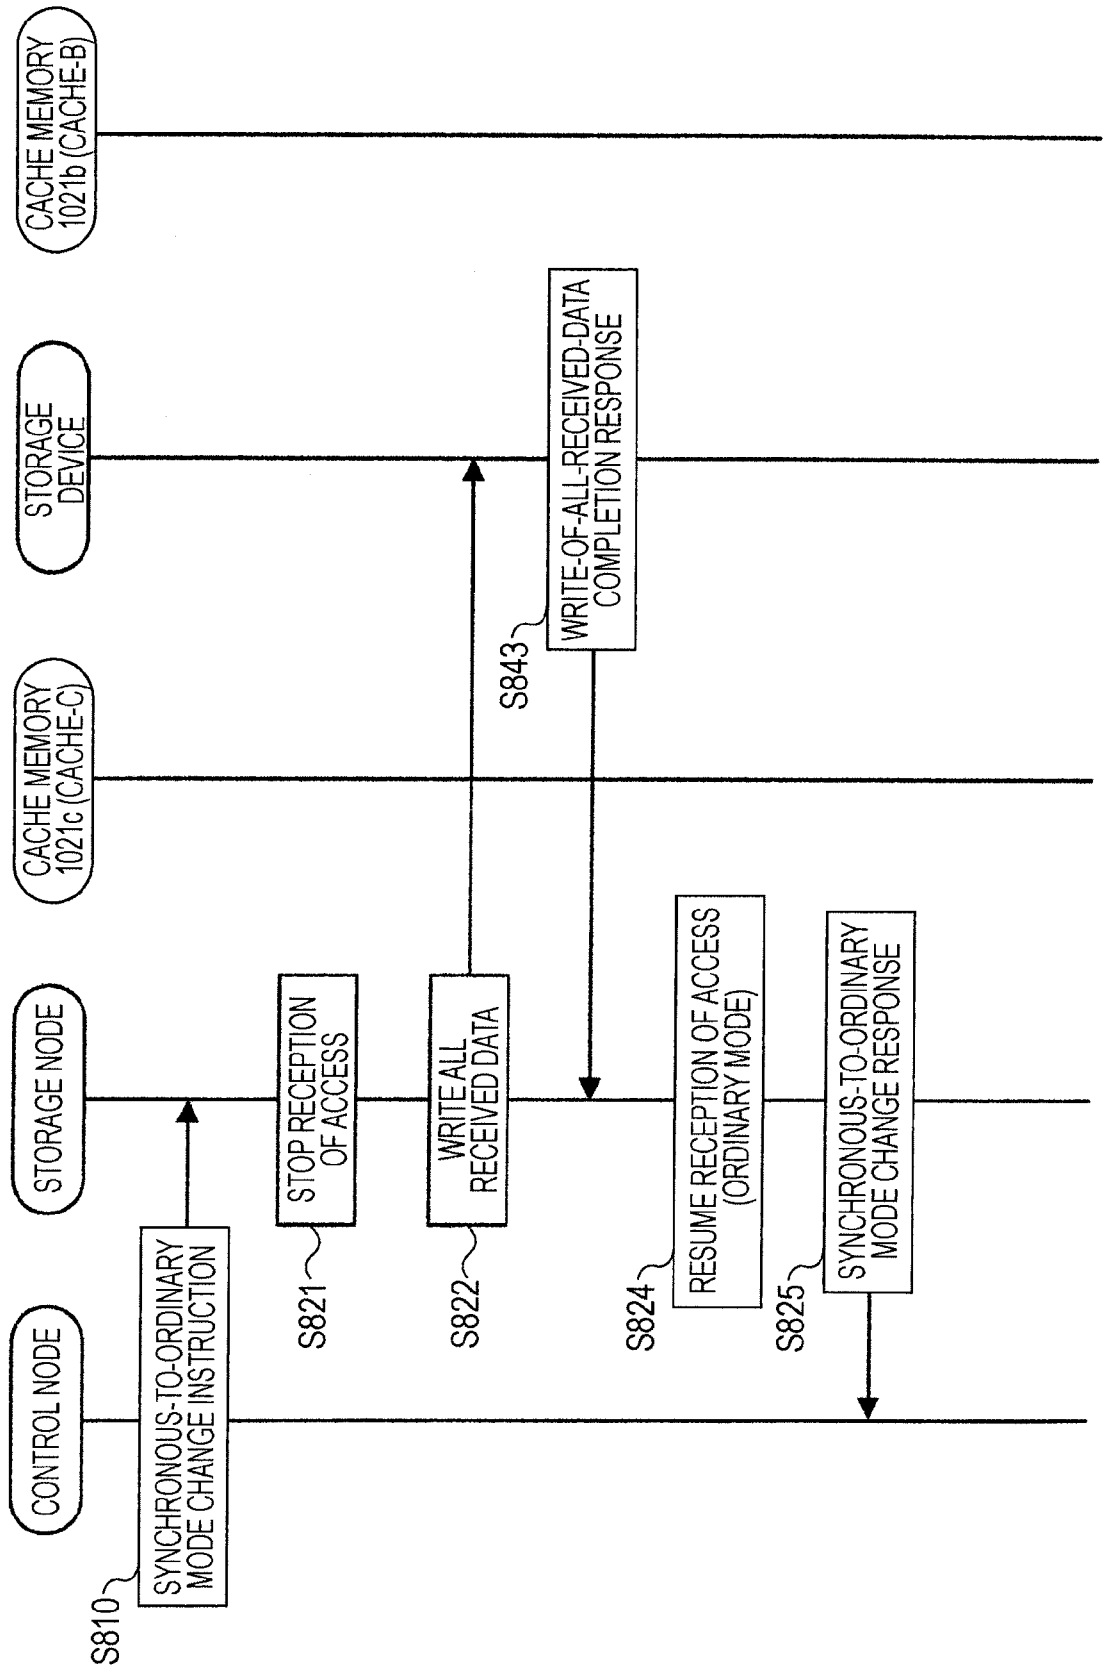 CONTROL NODE
STORAGE NODE
CACHE MEMORY
1021c (CACHE-C)
STORAGE
DEVICE
CACHE MEMORY
1021b (CACHE-B)
S810
SYNCHRONOUS-TO-ORDINARY
MODE CHANGE INSTRUCTION
S821
STOP RECEPTION
OF ACCESS
S822
WRITE ALL
RECEIVED DATA
S843
WRITE-OF-ALL-RECEIVED-DATA
COMPLETION RESPONSE
S824
RESUME RECEPTION OF ACCESS
(ORDINARY MODE)
S825
SYNCHRONOUS-TO-ORDINARY
MODE CHANGE RESPONSE